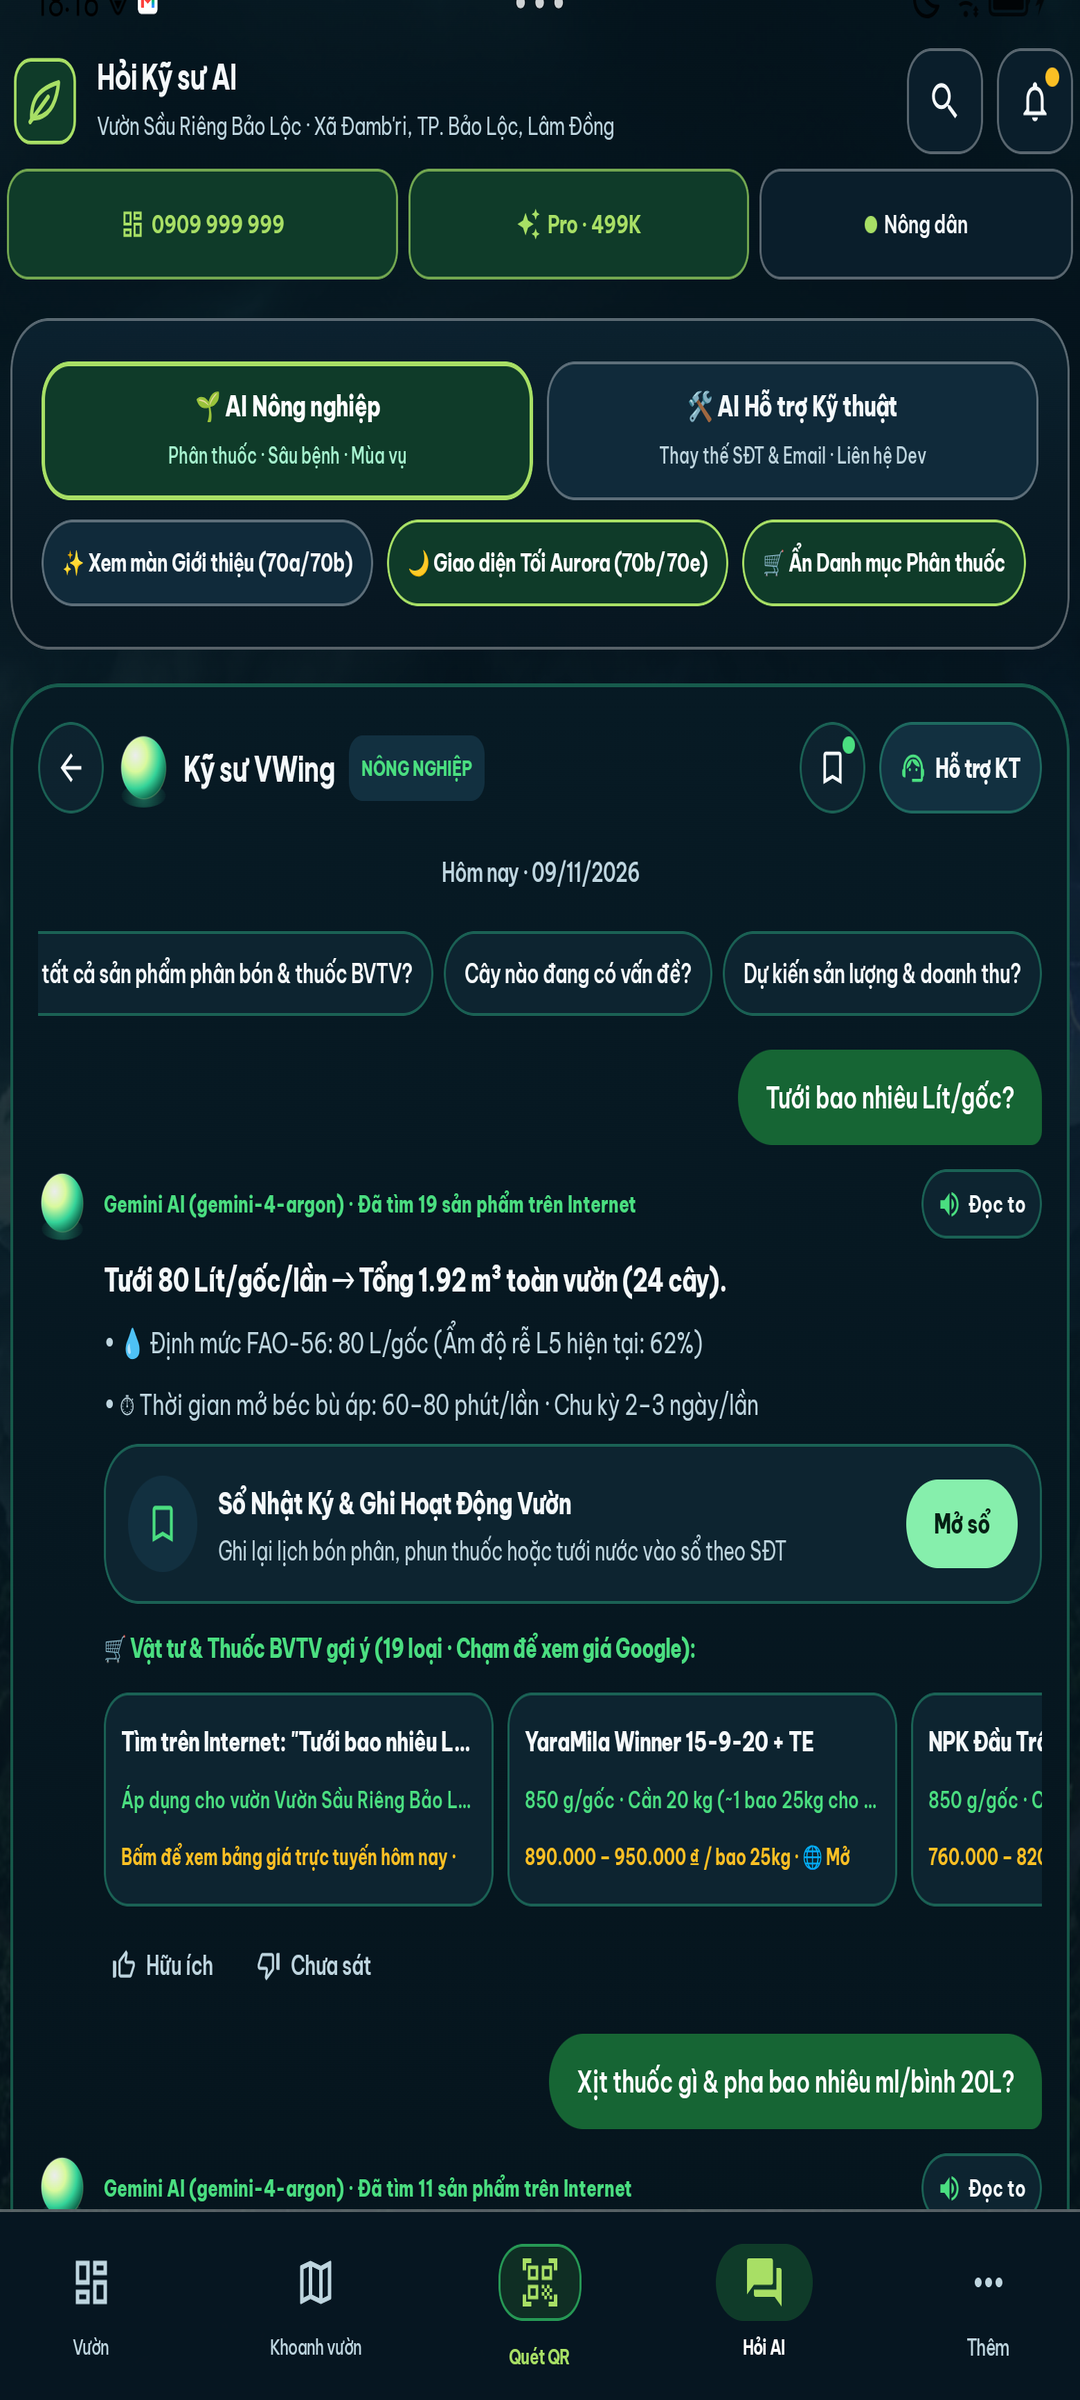 16:16
Hỏi Kỹ sư AI
Vườn Sầu Riêng Bảo Lộc · Xã Đamb'ri, TP. Bảo Lộc, Lâm Đồng
0909 999 999
Pro · 499K
Nông dân
🌱 AI Nông nghiệp
Phân thuốc · Sâu bệnh · Mùa vụ
🛠️ AI Hỗ trợ Kỹ thuật
Thay thế SĐT & Email · Liên hệ Dev
✨ Xem màn Giới thiệu (70a/70b)
🌙 Giao diện Tối Aurora (70b/70e)
🛒 Ẩn Danh mục Phân thuốc
Kỹ sư VWing
NÔNG NGHIỆP
Hỗ trợ KT
Hôm nay · 09/11/2026
tất cả sản phẩm phân bón & thuốc BVTV?
Cây nào đang có vấn đề?
Dự kiến sản lượng & doanh thu?
Tưới bao nhiêu Lít/gốc?
Gemini AI (gemini-4-argon) · Đã tìm 19 sản phẩm trên Internet
Đọc to
Tưới 80 Lít/gốc/lần → Tổng 1.92 m³ toàn vườn (24 cây).
• 💧 Định mức FAO-56: 80 L/gốc (Ẩm độ rễ L5 hiện tại: 62%)
• ⏱ Thời gian mở béc bù áp: 60–80 phút/lần · Chu kỳ 2–3 ngày/lần
Sổ Nhật Ký & Ghi Hoạt Động Vườn
Ghi lại lịch bón phân, phun thuốc hoặc tưới nước vào sổ theo SĐT
Mở sổ
🛒 Vật tư & Thuốc BVTV gợi ý (19 loại · Chạm để xem giá Google):
Tìm trên Internet: "Tưới bao nhiêu L...
Áp dụng cho vườn Vườn Sầu Riêng Bảo L...
Bấm để xem bảng giá trực tuyến hôm nay ·
YaraMila Winner 15-9-20 + TE
850 g/gốc · Cần 20 kg (~1 bao 25kg cho ...
890.000 – 950.000 ₫ / bao 25kg · 🌐 Mở
NPK Đầu Trâ
850 g/gốc · C
760.000 – 820
Hữu ích
Chưa sát
Xịt thuốc gì & pha bao nhiêu ml/bình 20L?
Gemini AI (gemini-4-argon) · Đã tìm 11 sản phẩm trên Internet
Đọc to
Vườn
Khoanh vườn
Quét QR
Hỏi AI
Thêm